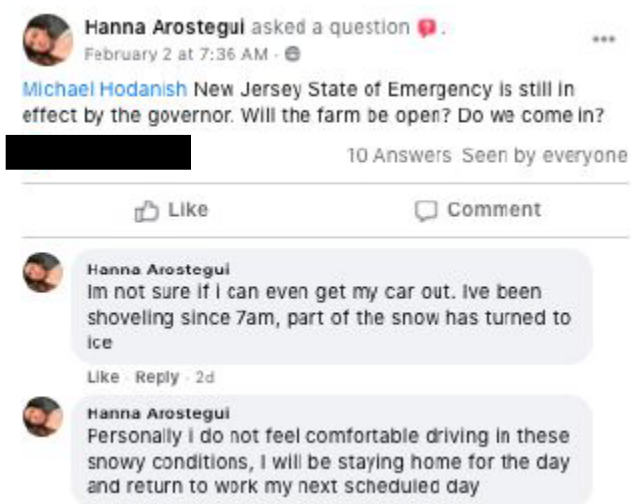 Hanna Arostegui asked a question
February 2 at 7:36 AM ·
Michael Hodanish New Jersey State of Emergency is still in
effect by the governor. Will the farm be open? Do we come in?
10 Answers Seen by everyone
Like Comment
Hanna Arostegui
Im not sure if i can even get my car out. Ive been
shoveling since 7am, part of the snow has turned to
ice
Like · Reply · 2d
Hanna Arostegui
Personally i do not feel comfortable driving in these
snowy conditions, I will be staying home for the day
and return to work my next scheduled day